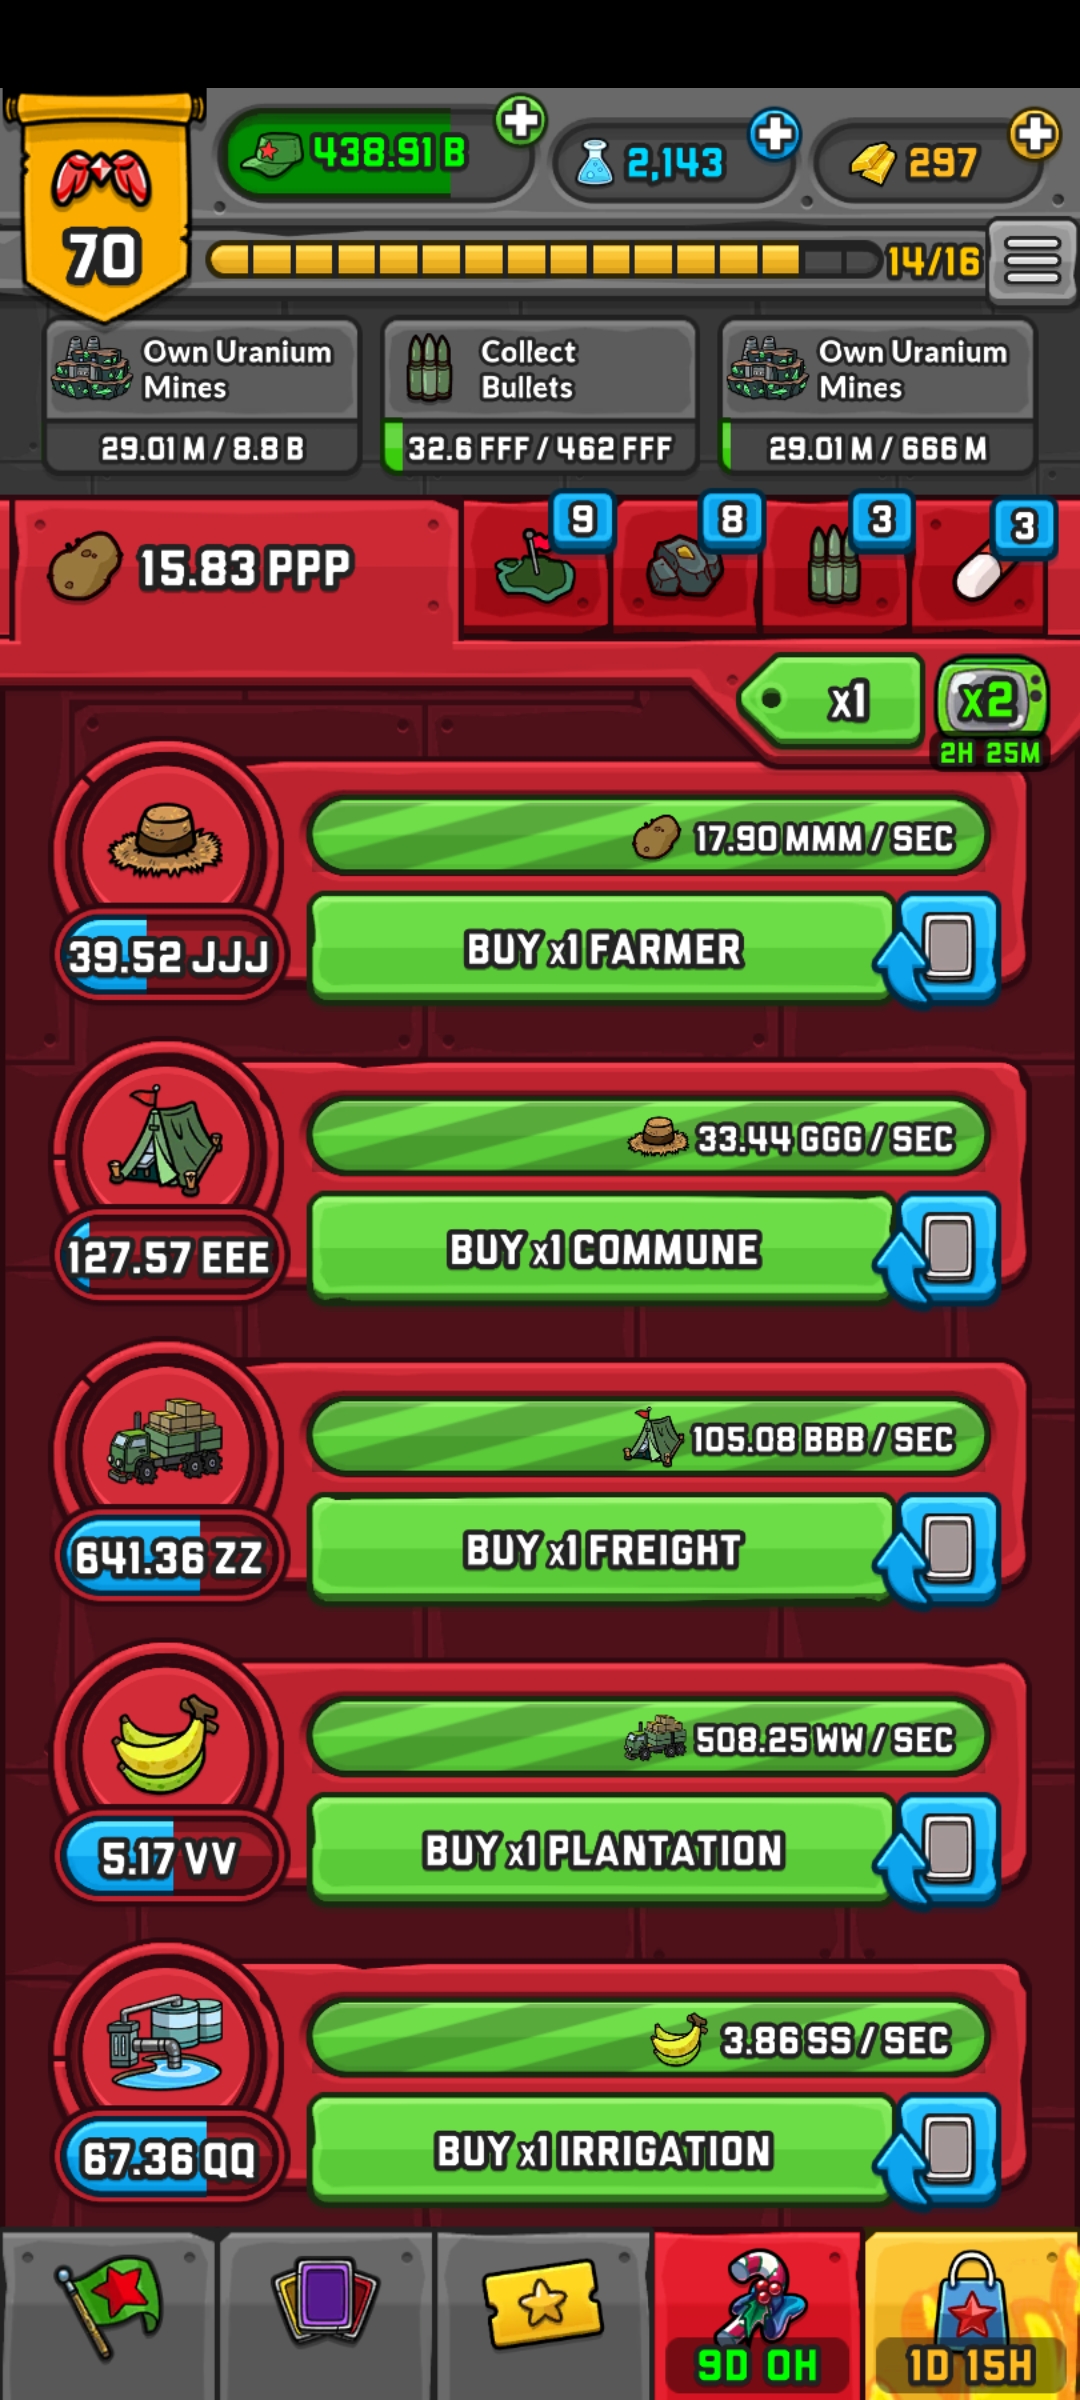 438.91 B
2,143
297
70
14/16
Own Uranium
Mines
29.01 M / 8.8 B
Collect
Bullets
32.6 FFF / 462 FFF
Own Uranium
Mines
29.01 M / 666 M
15.83 PPP
9
8
3
3
x1
x2
2H 25M
17.90 MMM / SEC
39.52 JJJ
BUY x1 FARMER
33.44 GGG / SEC
127.57 EEE
BUY x1 COMMUNE
105.08 BBB / SEC
641.36 ZZ
BUY x1 FREIGHT
508.25 WW / SEC
5.17 VV
BUY x1 PLANTATION
3.86 SS / SEC
67.36 QQ
BUY x1 IRRIGATION
9D 0H
1D 15H